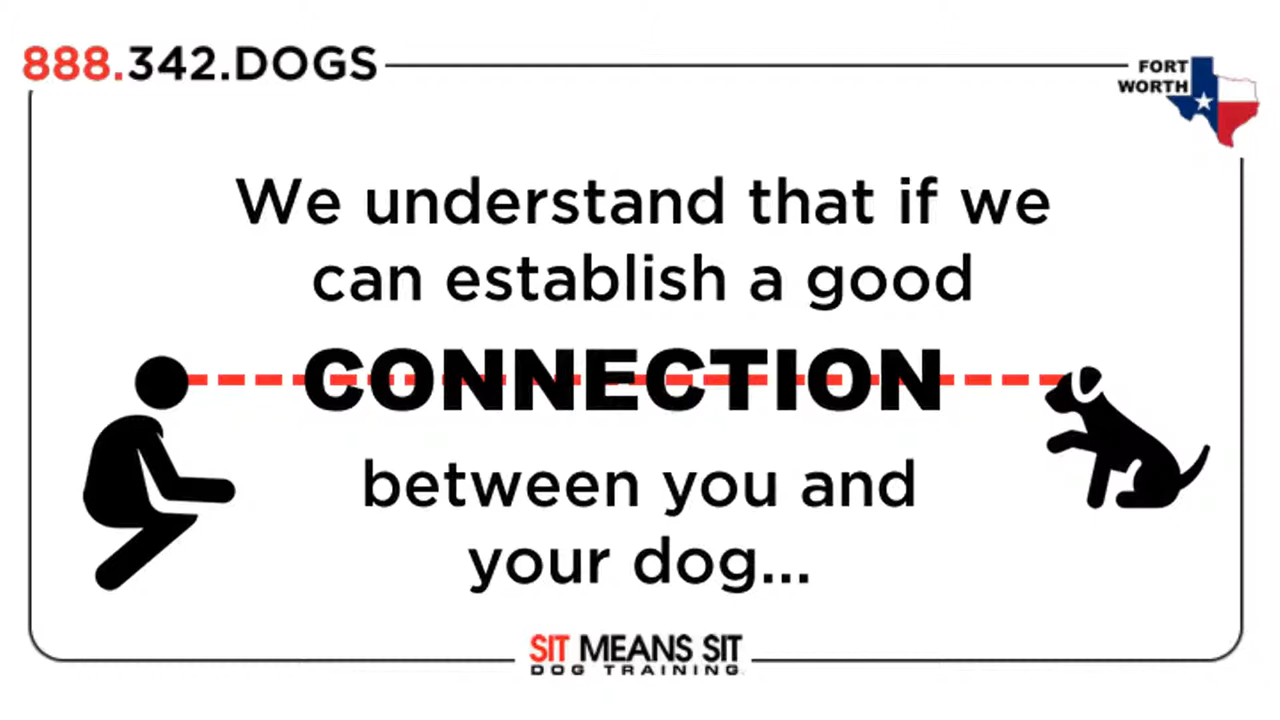 888.342.DOGS
FORT
WORTH
We understand that if we
can establish a good
CONNECTION
between you and
your dog...
SIT MEANS SIT
DOG TRAINING